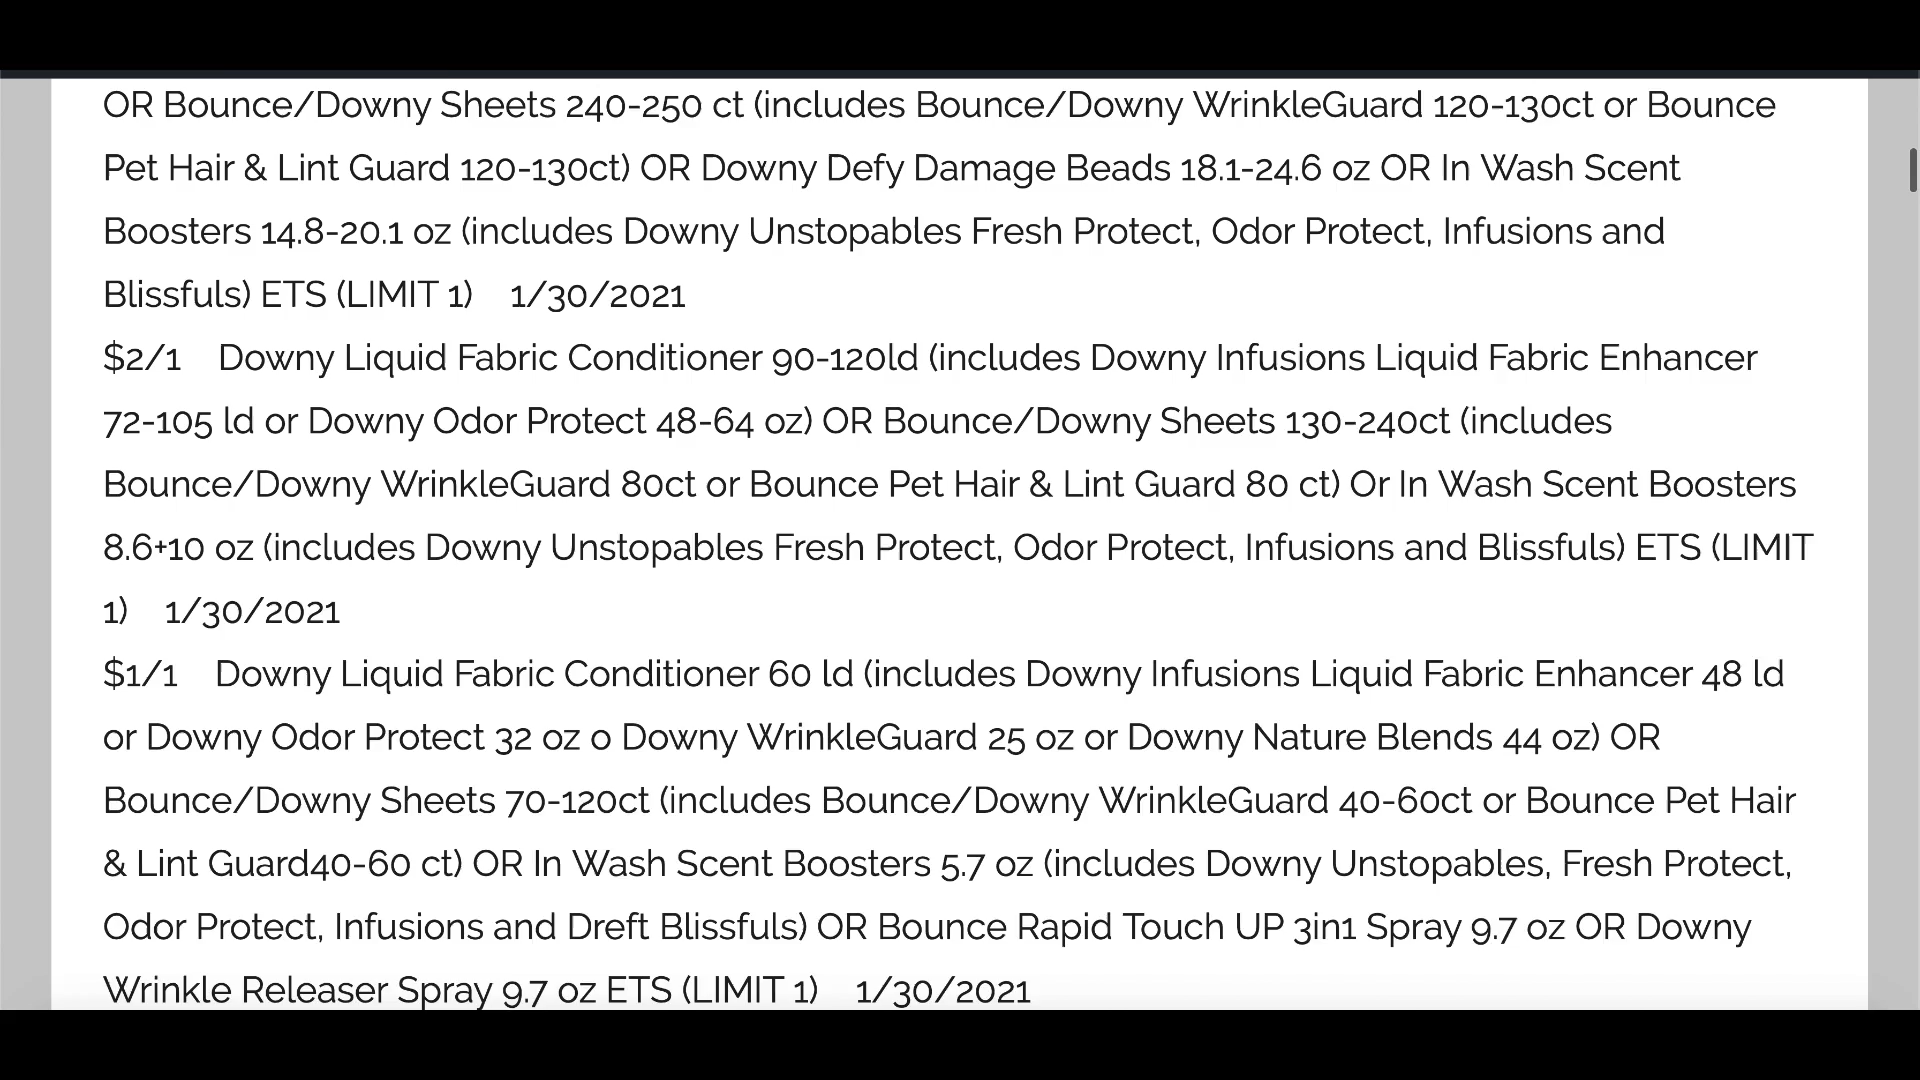 OR Bounce/Downy Sheets 240-250 ct (includes Bounce/Downy WrinkleGuard 120-130ct or Bounce
Pet Hair & Lint Guard 120-130ct) OR Downy Defy Damage Beads 18.1-24.6 oz OR In Wash Scent
Boosters 14.8-20.1 oz (includes Downy Unstopables Fresh Protect, Odor Protect, Infusions and
Blissfuls) ETS (LIMIT 1)    1/30/2021
$2/1    Downy Liquid Fabric Conditioner 90-120ld (includes Downy Infusions Liquid Fabric Enhancer
72-105 ld or Downy Odor Protect 48-64 oz) OR Bounce/Downy Sheets 130-240ct (includes
Bounce/Downy WrinkleGuard 80ct or Bounce Pet Hair & Lint Guard 80 ct) Or In Wash Scent Boosters
8.6+10 oz (includes Downy Unstopables Fresh Protect, Odor Protect, Infusions and Blissfuls) ETS (LIMIT
1)    1/30/2021
$1/1    Downy Liquid Fabric Conditioner 60 ld (includes Downy Infusions Liquid Fabric Enhancer 48 ld
or Downy Odor Protect 32 oz o Downy WrinkleGuard 25 oz or Downy Nature Blends 44 oz) OR
Bounce/Downy Sheets 70-120ct (includes Bounce/Downy WrinkleGuard 40-60ct or Bounce Pet Hair
& Lint Guard40-60 ct) OR In Wash Scent Boosters 5.7 oz (includes Downy Unstopables, Fresh Protect,
Odor Protect, Infusions and Dreft Blissfuls) OR Bounce Rapid Touch UP 3in1 Spray 9.7 oz OR Downy
Wrinkle Releaser Spray 9.7 oz ETS (LIMIT 1)    1/30/2021